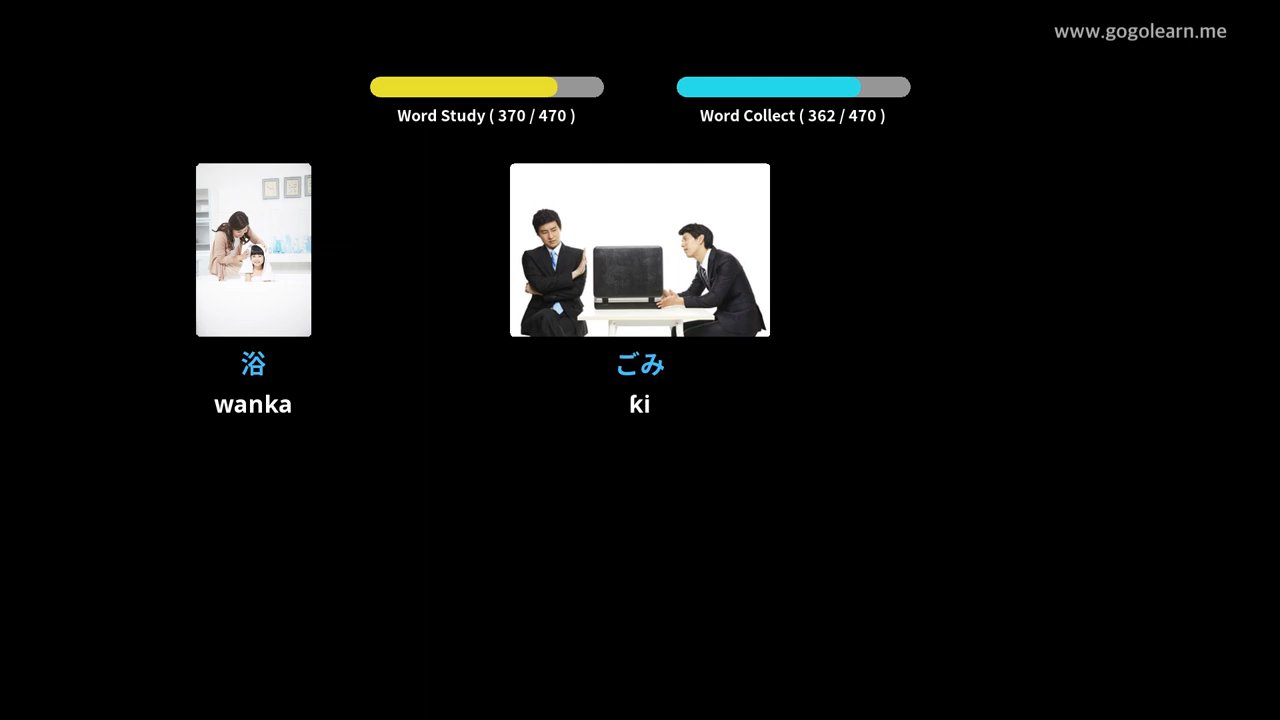 www.gogolearn.me
Word Study ( 370 / 470 )
Word Collect ( 362 / 470 )
浴
wanka
ごみ
ƙi